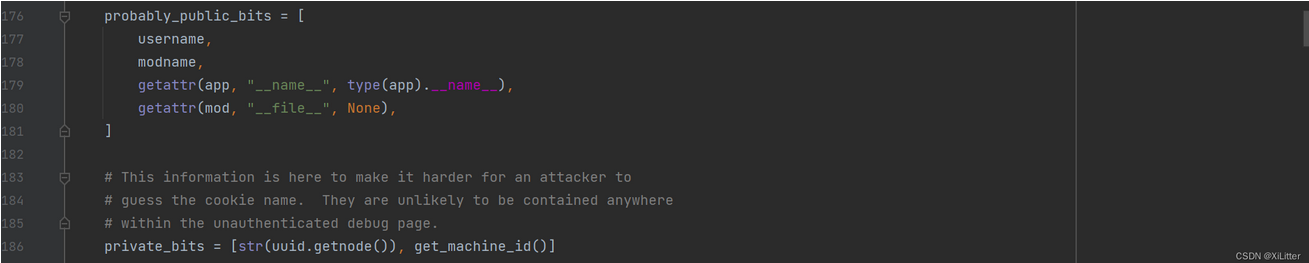 176 probably_public_bits = [
177 username,
178 modname,
179 getattr(app, "__name__", type(app).__name__),
180 getattr(mod, "__file__", None),
181 ]
182
183 # This information is here to make it harder for an attacker to
184 # guess the cookie name.  They are unlikely to be contained anywhere
185 # within the unauthenticated debug page.
186 private_bits = [str(uuid.getnode()), get_machine_id()]
CSDN @XiLitter